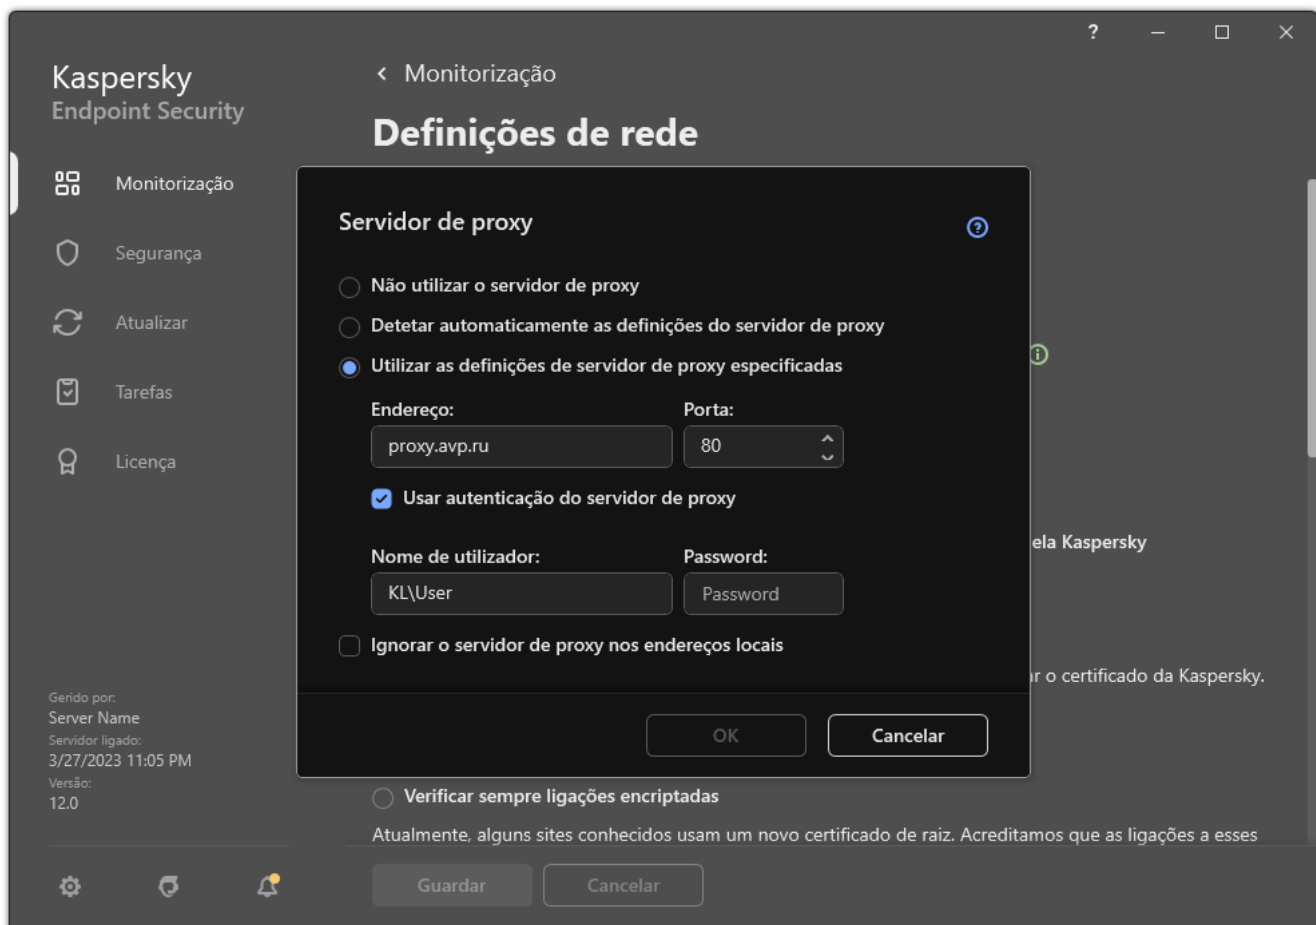 ?
Kaspersky
Endpoint Security
Monitorização
Segurança
Atualizar
Tarefas
Licença
Gerido por:
Server Name
Servidor ligado:
3/27/2023 11:05 PM
Versão:
12.0
Monitorização
Definições de rede
Servidor de proxy
?
Não utilizar o servidor de proxy
Detetar automaticamente as definições do servidor de proxy
Utilizar as definições de servidor de proxy especificadas
Endereço: Porta:
proxy.avp.ru 80
Usar autenticação do servidor de proxy
Nome de utilizador: Password:
KL\User Password
Ignorar o servidor de proxy nos endereços locais
OK Cancelar
ela Kaspersky
r o certificado da Kaspersky.
Verificar sempre ligações encriptadas
Atualmente, alguns sites conhecidos usam um novo certificado de raiz. Acreditamos que as ligações a esses
Guardar Cancelar